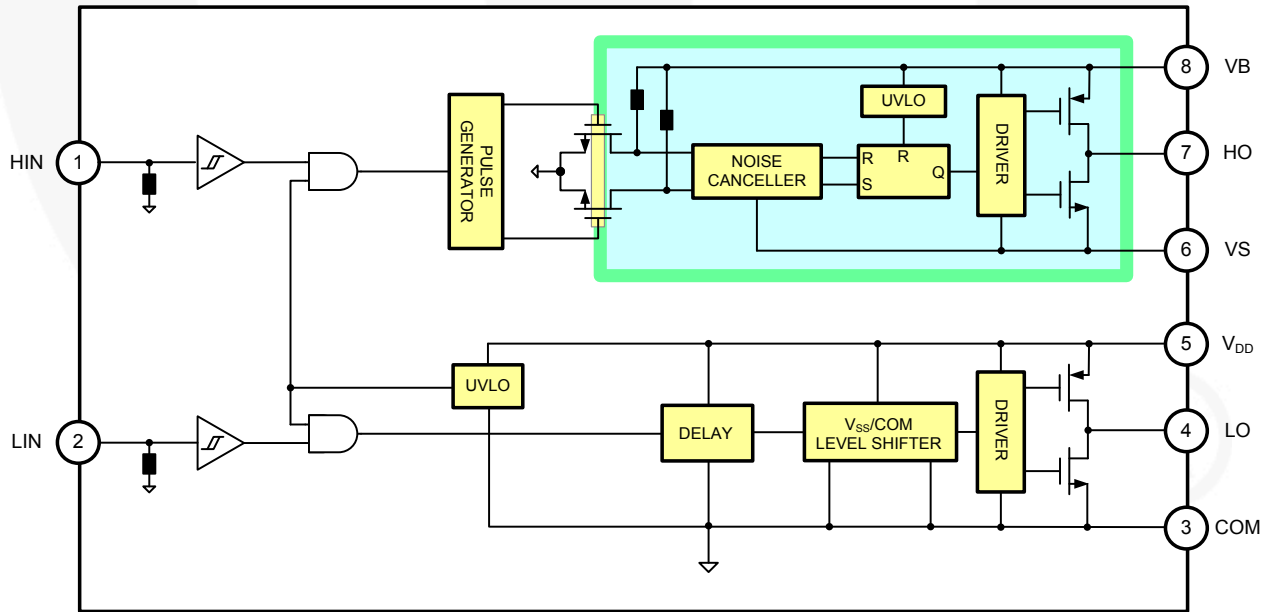 8 VB
UVLO
PULSE
GENERATOR
DRIVER
HIN 1
NOISE
CANCELLER
R
R
S
Q
7 HO
6 VS
5 VDD
UVLO
DRIVER
LIN 2
DELAY
VSS/COM
LEVEL SHIFTER
4 LO
3 COM